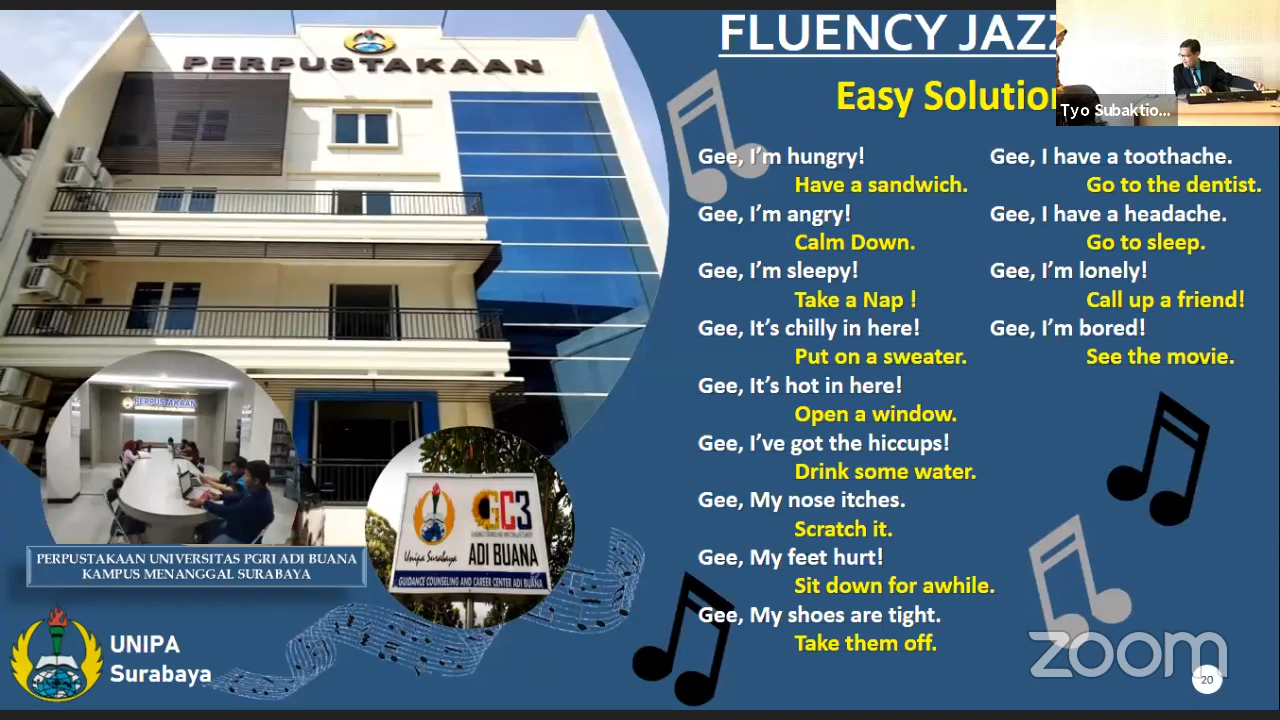 PERPUSTAKAAN
FLUENCY JAZZ
Easy Solution
Tyo Subaktio...
Gee, I'm hungry!
Have a sandwich.
Gee, I'm angry!
Calm Down.
Gee, I'm sleepy!
Take a Nap !
Gee, It's chilly in here!
Put on a sweater.
Gee, It's hot in here!
Open a window.
Gee, I've got the hiccups!
Drink some water.
Gee, My nose itches.
Scratch it.
Gee, My feet hurt!
Sit down for awhile.
Gee, My shoes are tight.
Take them off.
Gee, I have a toothache.
Go to the dentist.
Gee, I have a headache.
Go to sleep.
Gee, I'm lonely!
Call up a friend!
Gee, I'm bored!
See the movie.
PERPUSTAKAAN
GC3
Unipa Surabaya
ADI BUANA
GUIDANCE COUNSELING AND CAREER CENTER ADI BUANA
PERPUSTAKAAN UNIVERSITAS PGRI ADI BUANA
KAMPUS MENANGGAL SURABAYA
UNIPA
Surabaya
zoom
20